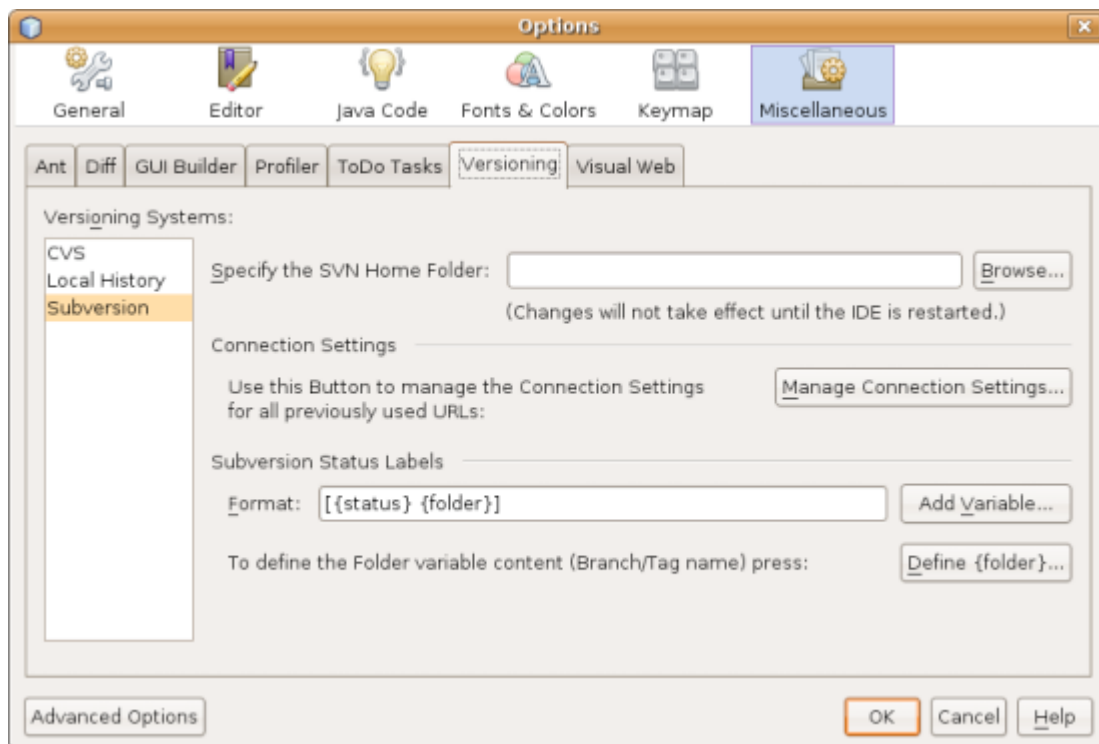 Options
General Editor Java Code Fonts & Colors Keymap Miscellaneous
Ant Diff GUI Builder Profiler ToDo Tasks Versioning Visual Web
Versioning Systems:
CVS
Local History
Subversion
Specify the SVN Home Folder: Browse...
(Changes will not take effect until the IDE is restarted.)
Connection Settings
Use this Button to manage the Connection Settings
for all previously used URLs:
Manage Connection Settings...
Subversion Status Labels
Format: [{status} {folder}] Add Variable...
To define the Folder variable content (Branch/Tag name) press: Define {folder}...
Advanced Options OK Cancel Help